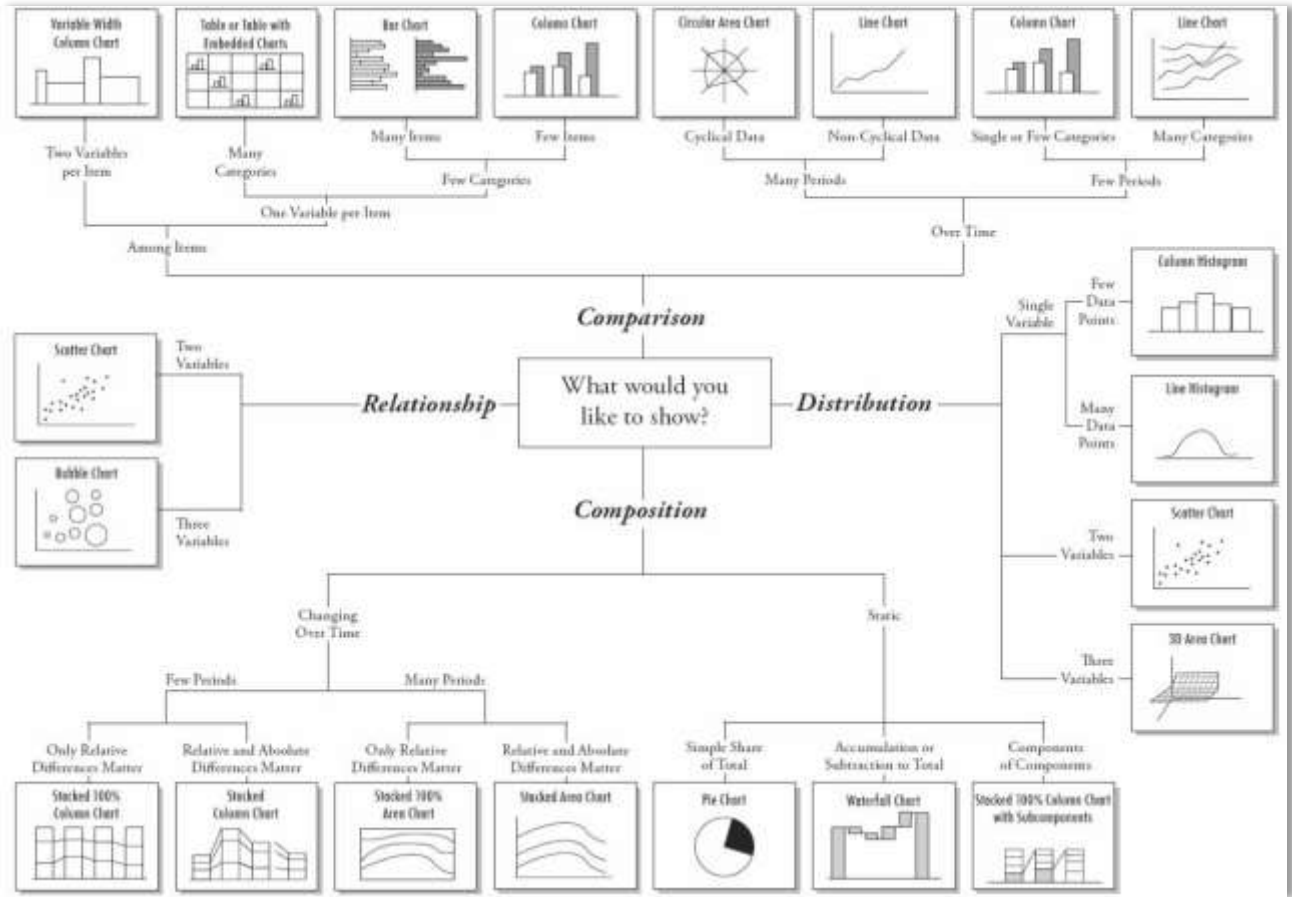 Variable Width
Column Chart
Table or Table with
Embedded Charts
Bar Chart
Column Chart
Circular Area Chart
Line Chart
Column Chart
Line Chart
Two Variables
per Item
Many
Categories
Many Items
Few Items
Cyclical Data
Non-Cyclical Data
Single or Few Categories
Many Categories
Few Categories
Many Periods
Few Periods
One Variable per Item
Among Items
Over Time
Comparison
What would you
like to show?
Relationship
Two
Variables
Scatter Chart
Three
Variables
Bubble Chart
Distribution
Single
Variable
Few
Data
Points
Column Histogram
Many
Data
Points
Line Histogram
Two
Variables
Scatter Chart
Three
Variables
3D Area Chart
Composition
Changing
Over Time
Static
Few Periods
Many Periods
Only Relative
Differences Matter
Relative and Absolute
Differences Matter
Only Relative
Differences Matter
Relative and Absolute
Differences Matter
Simple Share
of Total
Accumulation or
Subtraction to Total
Components
of Components
Stacked 100%
Column Chart
Stacked
Column Chart
Stacked 100%
Area Chart
Stacked Area Chart
Pie Chart
Waterfall Chart
Stacked 100% Column Chart
with Subcomponents